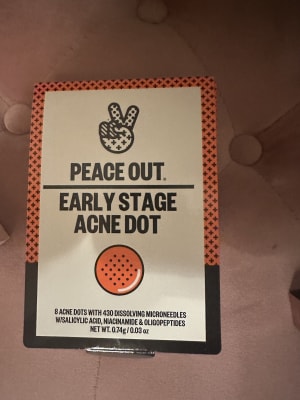 PEACE OUT.
EARLY STAGE
ACNE DOT
8 ACNE DOTS WITH 430 DISSOLVING MICRONEEDLES
W/SALICYLIC ACID, NIACINAMIDE & OLIGOPEPTIDES
NET WT. 0.74g / 0.03 oz